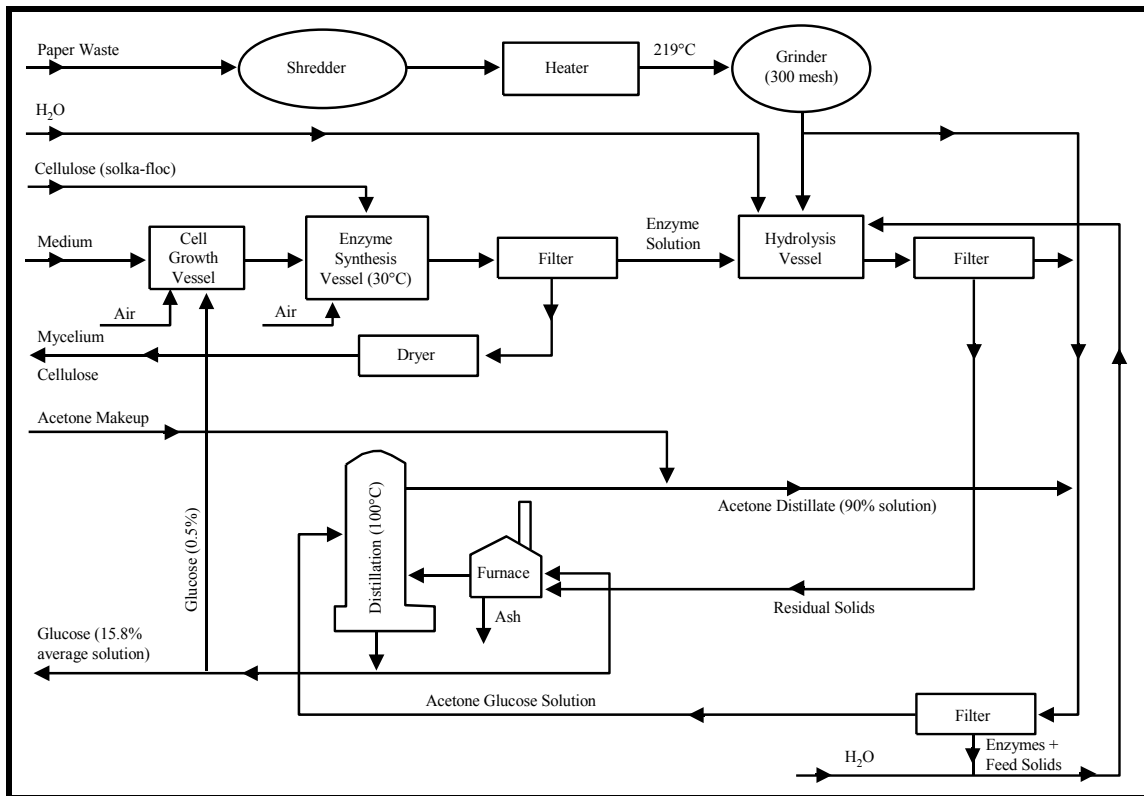 Paper Waste
Shredder
Heater
219°C
Grinder
(300 mesh)
H₂O
Cellulose (solka-floc)
Medium
Cell
Growth
Vessel
Air
Enzyme
Synthesis
Vessel (30°C)
Air
Filter
Enzyme
Solution
Hydrolysis
Vessel
Filter
Mycelium
Cellulose
Dryer
Acetone Makeup
Acetone Distillate (90% solution)
Distillation (100°C)
Furnace
Ash
Residual Solids
Glucose (0.5%)
Glucose (15.8%
average solution)
Acetone Glucose Solution
Filter
Enzymes +
Feed Solids
H₂O